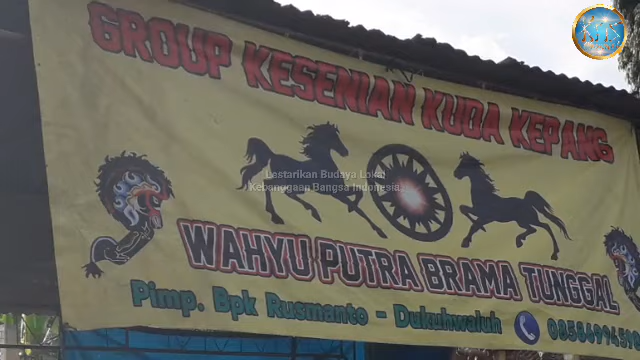 GROUP KESENIAN KUDA KEPANG
Lestarikan Budaya Lokal
Kebanggaan Bangsa Indonesia
WAHYU PUTRA BRAMA TUNGGAL
Pimp. Bpk Rusmanto - Dukuhwaluh